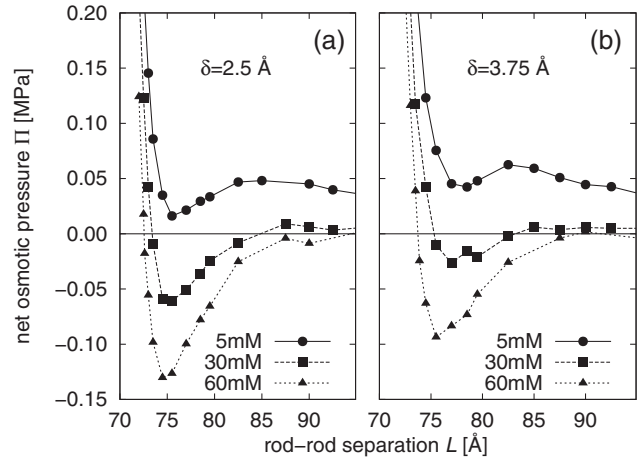 net osmotic pressure Π [MPa]
0.20
0.15
0.10
0.05
0.00
−0.05
−0.10
−0.15
(a)
δ=2.5 Å
5mM
30mM
60mM
70 75 80 85 90
(b)
δ=3.75 Å
5mM
30mM
60mM
70 75 80 85 90
rod–rod separation L [Å]